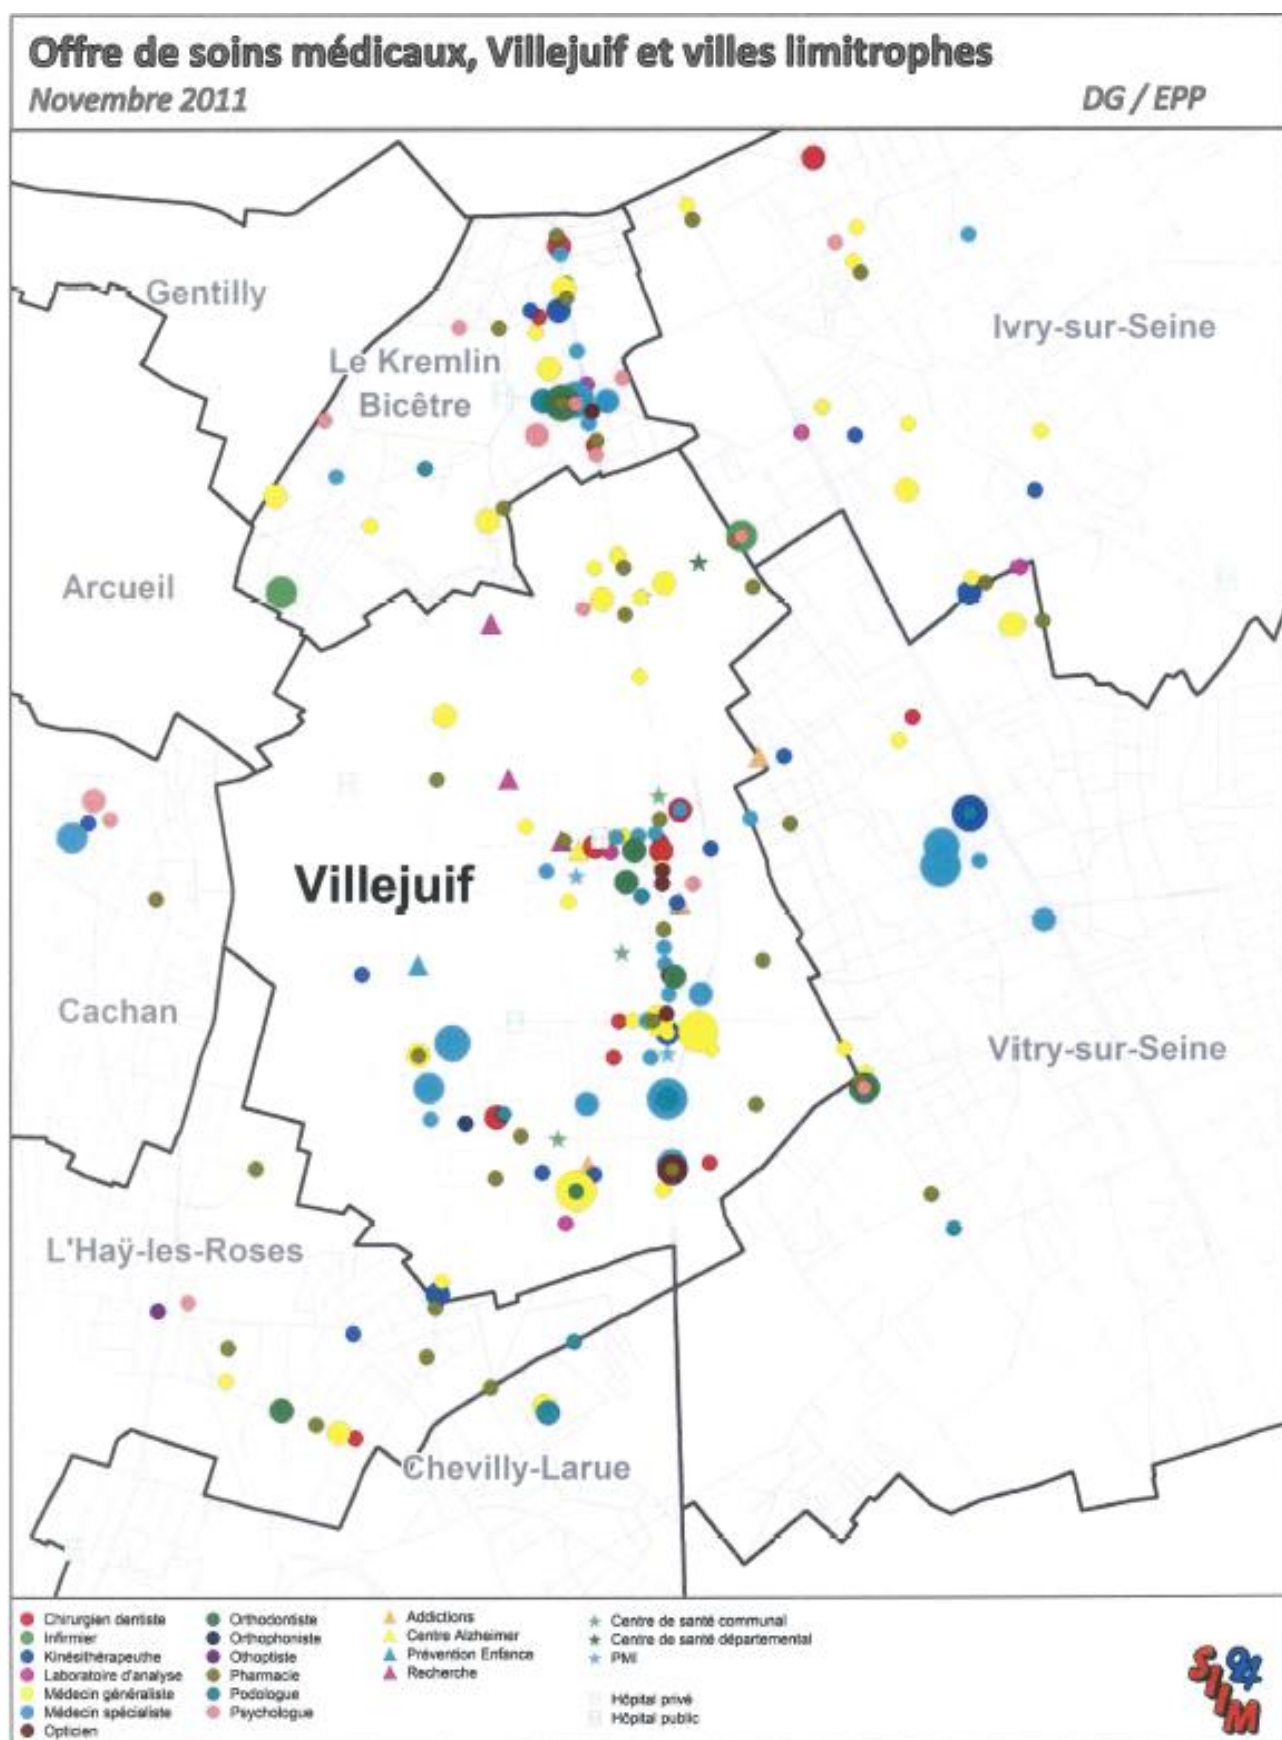 Offre de soins médicaux, Villejuif et villes limitrophes
Novembre 2011
DG / EPP
Gentilly
Ivry-sur-Seine
Le Kremlin
Bicêtre
Arcueil
Villejuif
Cachan
Vitry-sur-Seine
L'Haÿ-les-Roses
Chevilly-Larue
Chirurgien dentiste
Infirmier
Kinésithérapeuthe
Laboratoire d'analyse
Médecin généraliste
Médecin spécialiste
Opticien
Orthodontiste
Orthophoniste
Othoptiste
Pharmacie
Podologue
Psychologue
Addictions
Centre Alzheimer
Prévention Enfance
Recherche
Centre de santé communal
Centre de santé départemental
PMI
H Hôpital privé
H Hôpital public
SIIM 94